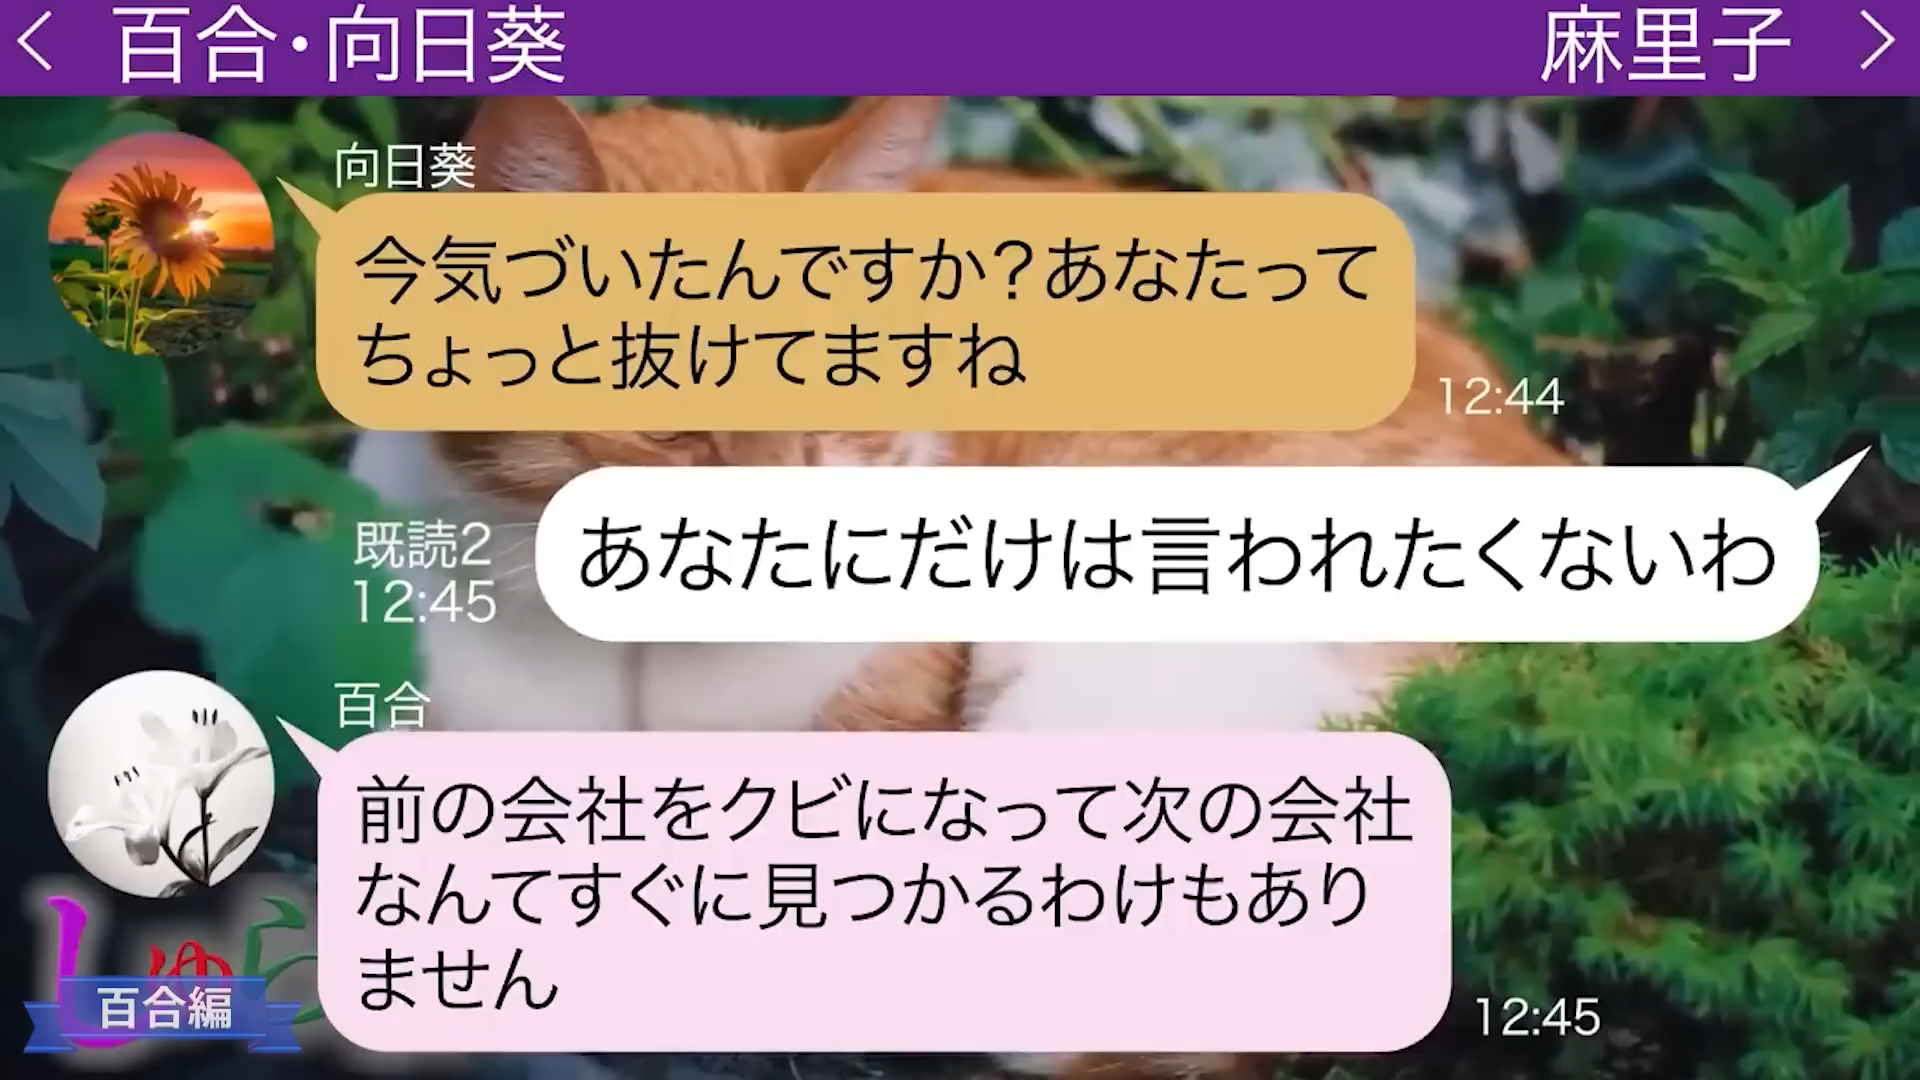 百合・向日葵
麻里子
向日葵
今気づいたんですか?あなたって
ちょっと抜けてますね
12:44
あなたにだけは言われたくないわ
既読2
12:45
百合
前の会社をクビになって次の会社
なんてすぐに見つかるわけもあり
ません
12:45
しゅら
百合編